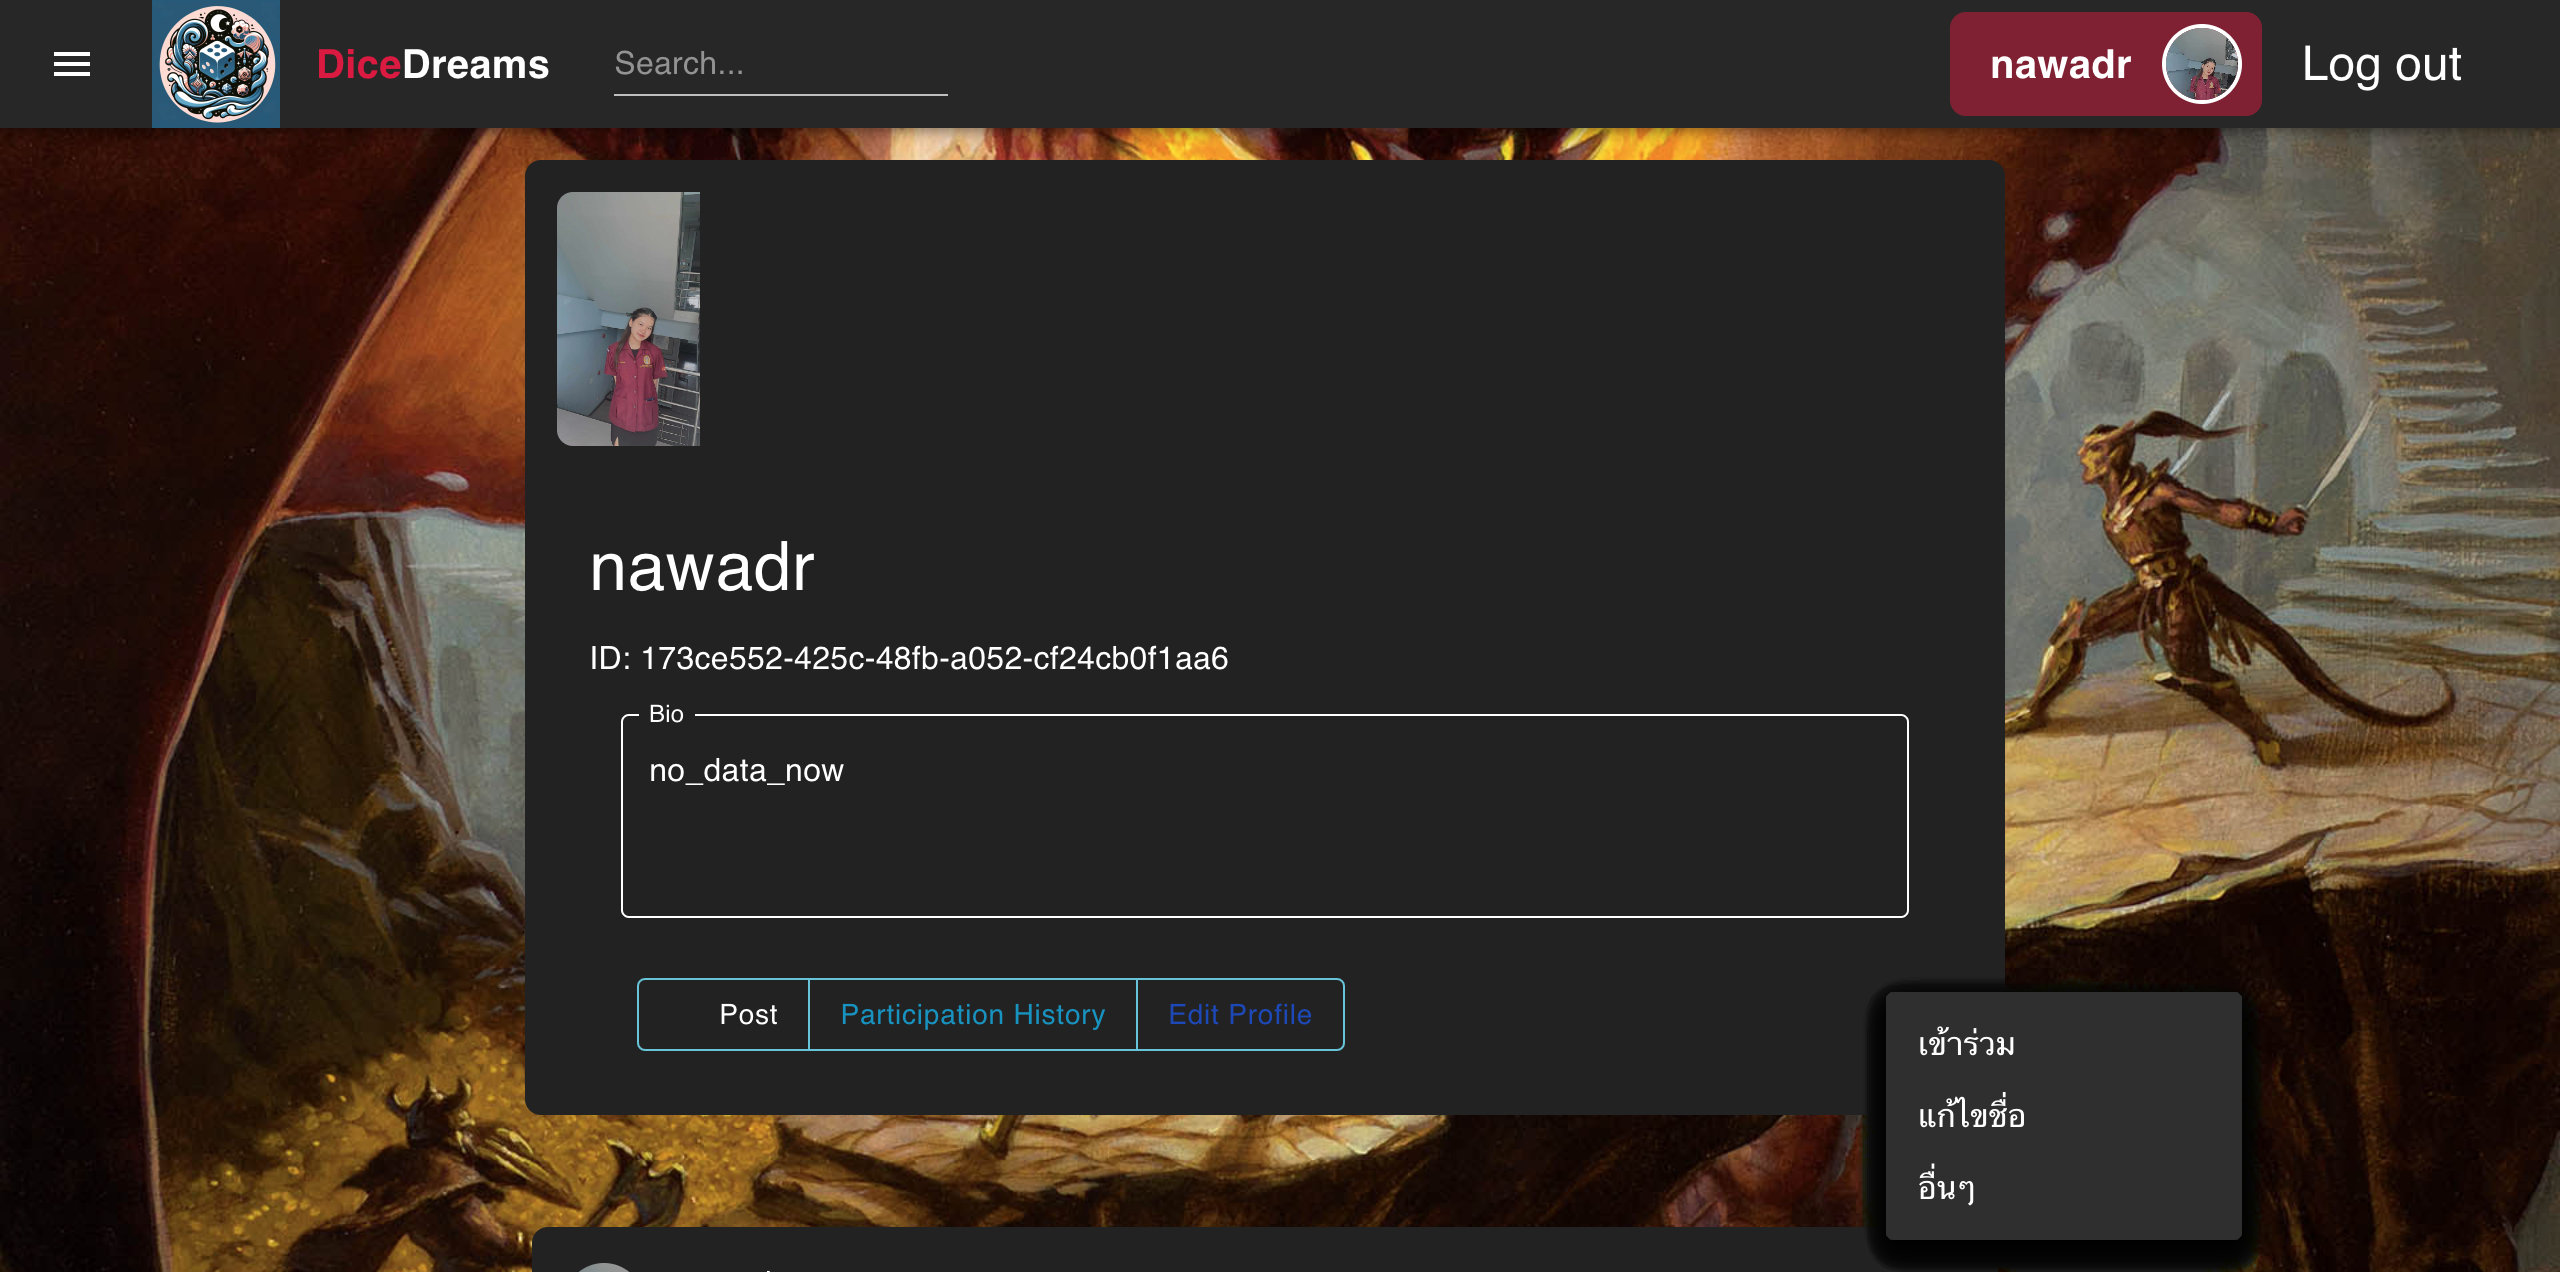 DiceDreams
Search...
nawadr
Log out
nawadr
ID: 173ce552-425c-48fb-a052-cf24cb0f1aa6
Bio
no_data_now
Post
Participation History
Edit Profile
เข้าร่วม
แก้ไขชื่อ
อื่นๆ